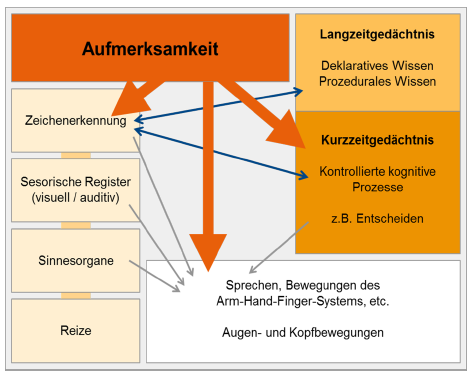 Aufmerksamkeit
Langzeitgedächtnis
Deklaratives Wissen
Prozedurales Wissen
Zeichenerkennung
Kurzzeitgedächtnis
Kontrollierte kognitive
Prozesse
z.B. Entscheiden
Sesorische Register
(visuell / auditiv)
Sinnesorgane
Reize
Sprechen, Bewegungen des
Arm-Hand-Finger-Systems, etc.
Augen- und Kopfbewegungen